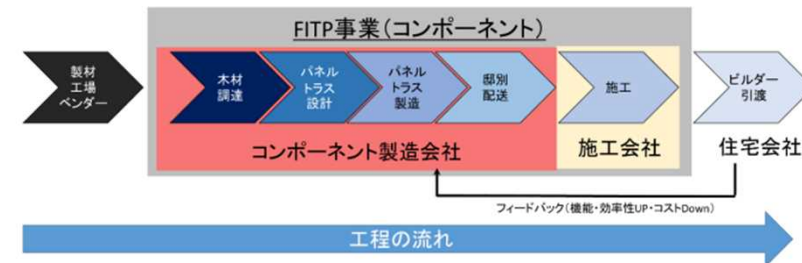 FITP事業(コンポーネント)
製材
工場
ベンダー
木材
調達
パネル
トラス
設計
パネル
トラス
製造
邸別
配送
施工
ビルダー
引渡
コンポーネント製造会社
施工会社
住宅会社
フィードバック(機能・効率性UP・コストDown)
工程の流れ